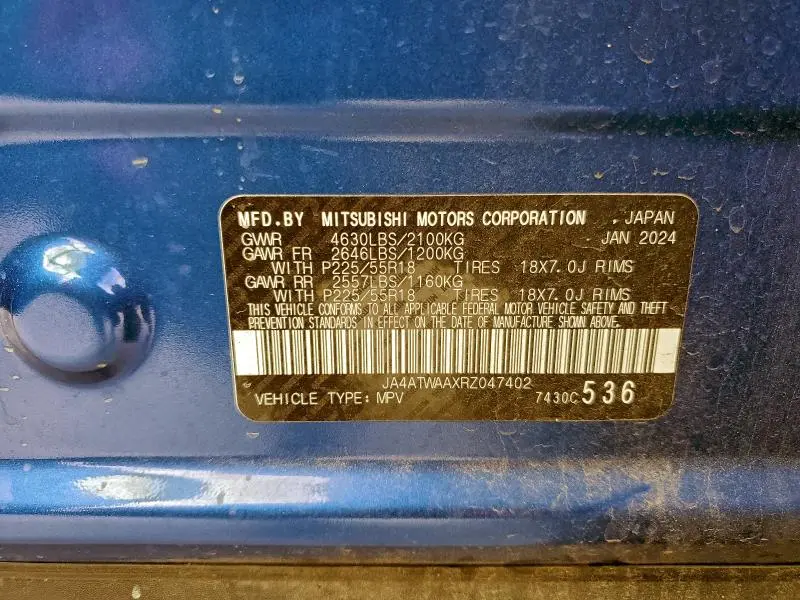 MFD.BY MITSUBISHI MOTORS CORPORATION , JAPAN
GWR 4630LBS/2100KG JAN 2024
GAWR FR 2646LBS/1200KG
WITH P225/55R18 TIRES 18X7.0J RIMS
GAWR RR 2557LBS/1160KG
WITH P225/55R18 TIRES 18X7.0J RIMS
THIS VEHICLE CONFORMS TO ALL APPLICABLE FEDERAL MOTOR VEHICLE SAFETY AND THEFT
PREVENTION STANDARDS IN EFFECT ON THE DATE OF MANUFACTURE SHOWN ABOVE.
JA4ATWAAXRZ047402
VEHICLE TYPE: MPV 7430C 536